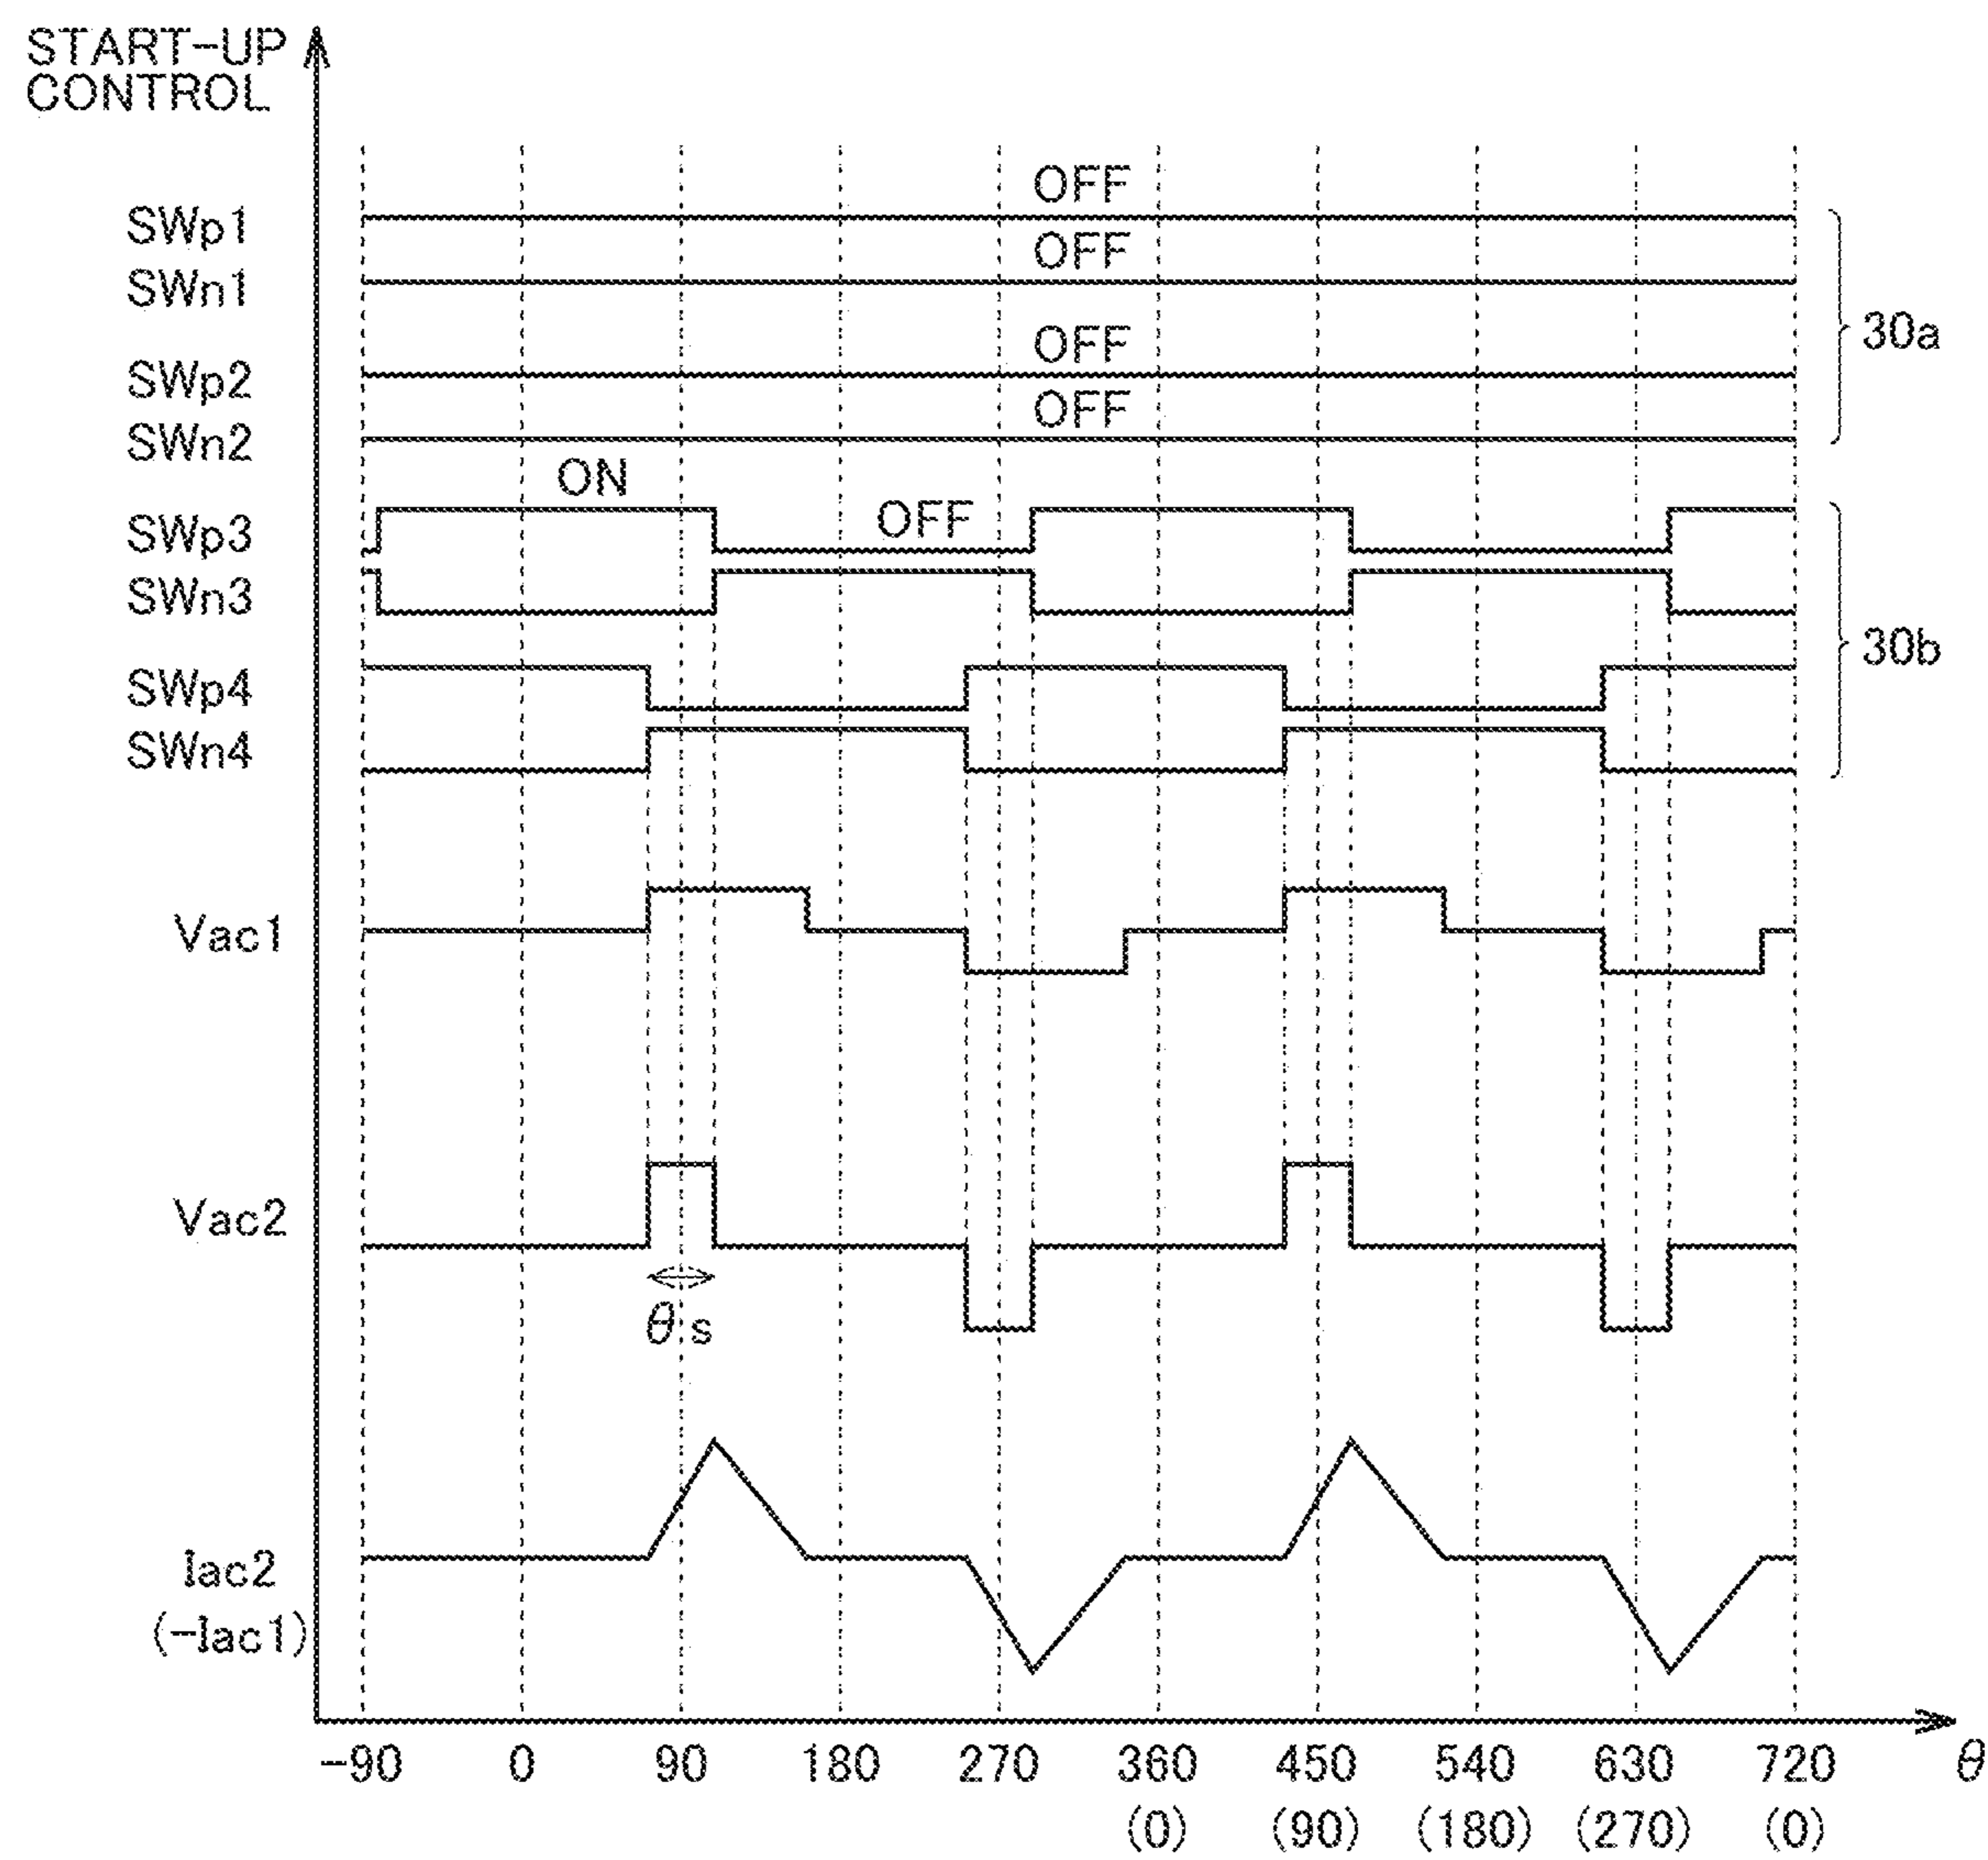 START-UP
CONTROL
OFF
SWp1
OFF
SWn1
30a
OFF
SWp2
OFF
SWn2
ON
SWp3
OFF
SWn3
30b
SWp4
SWn4
Vac1
Vac2
θs
Iac2
(-Iac1)
-90 0 90 180 270 360 450 540 630 720 θ
(0) (90) (180) (270) (0)